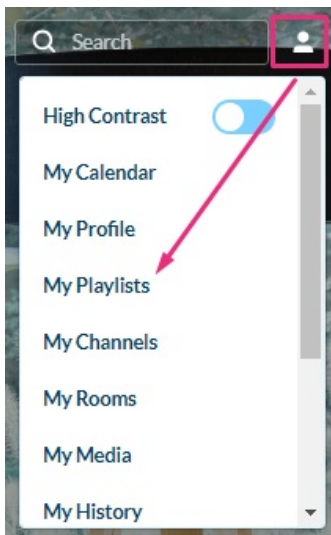 Search
High Contrast
My Calendar
My Profile
My Playlists
My Channels
My Rooms
My Media
My History